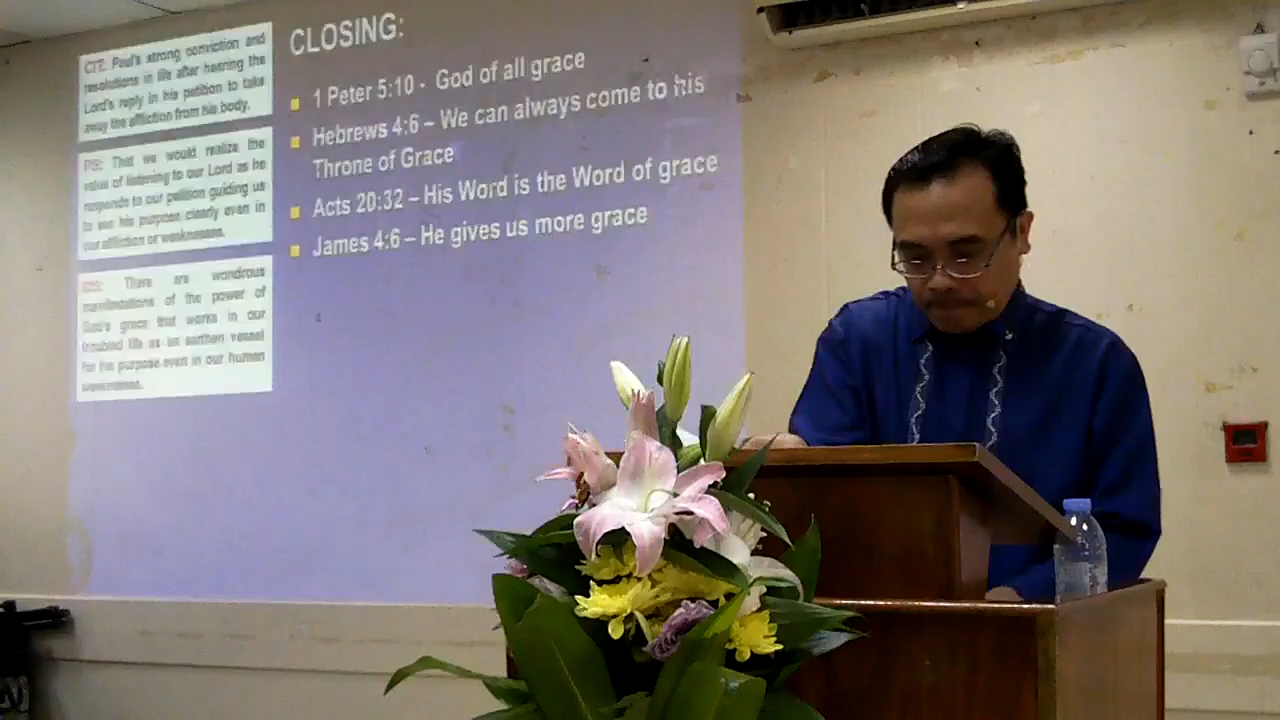 CIT: Paul's strong conviction and
resolutions in life after hearing the
Lord's reply in his petition to take
away the affliction from his body.
PS: That we would realize the
value of listening to our Lord as he
responds to our petition guiding us
to see his purpose clearly even in
our affliction or weaknesses.
There are wondrous
manifestations of the power of
God's grace that works in our
troubled life as an earthen vessel
for the purpose even in our human
weaknesses.
CLOSING:
1 Peter 5:10 - God of all grace
Hebrews 4:6 – We can always come to his
Throne of Grace
Acts 20:32 – His Word is the Word of grace
James 4:6 – He gives us more grace